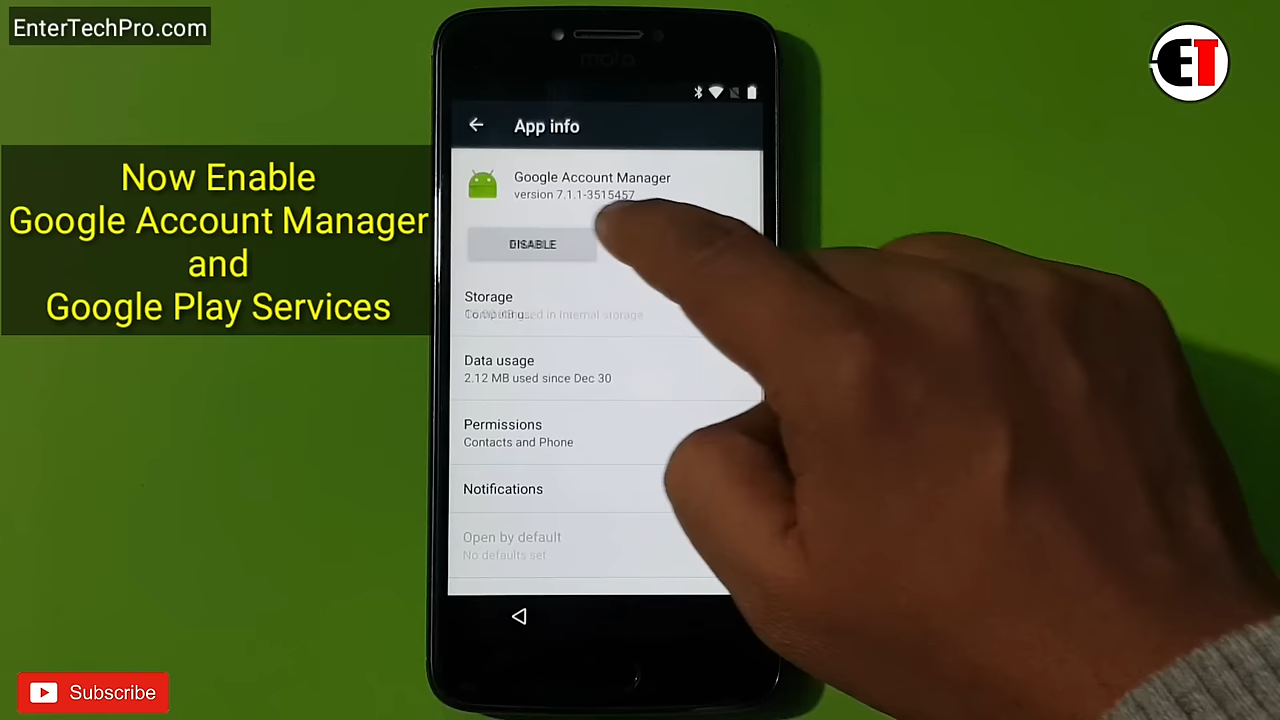 EnterTechPro.com
ET
Now Enable
Google Account Manager
and
Google Play Services
moto
App info
Google Account Manager
version 7.1.1-3515457
DISABLE
Storage
used in Internal storage
Data usage
2.12 MB used since Dec 30
Permissions
Contacts and Phone
Notifications
Open by default
No defaults set
Subscribe